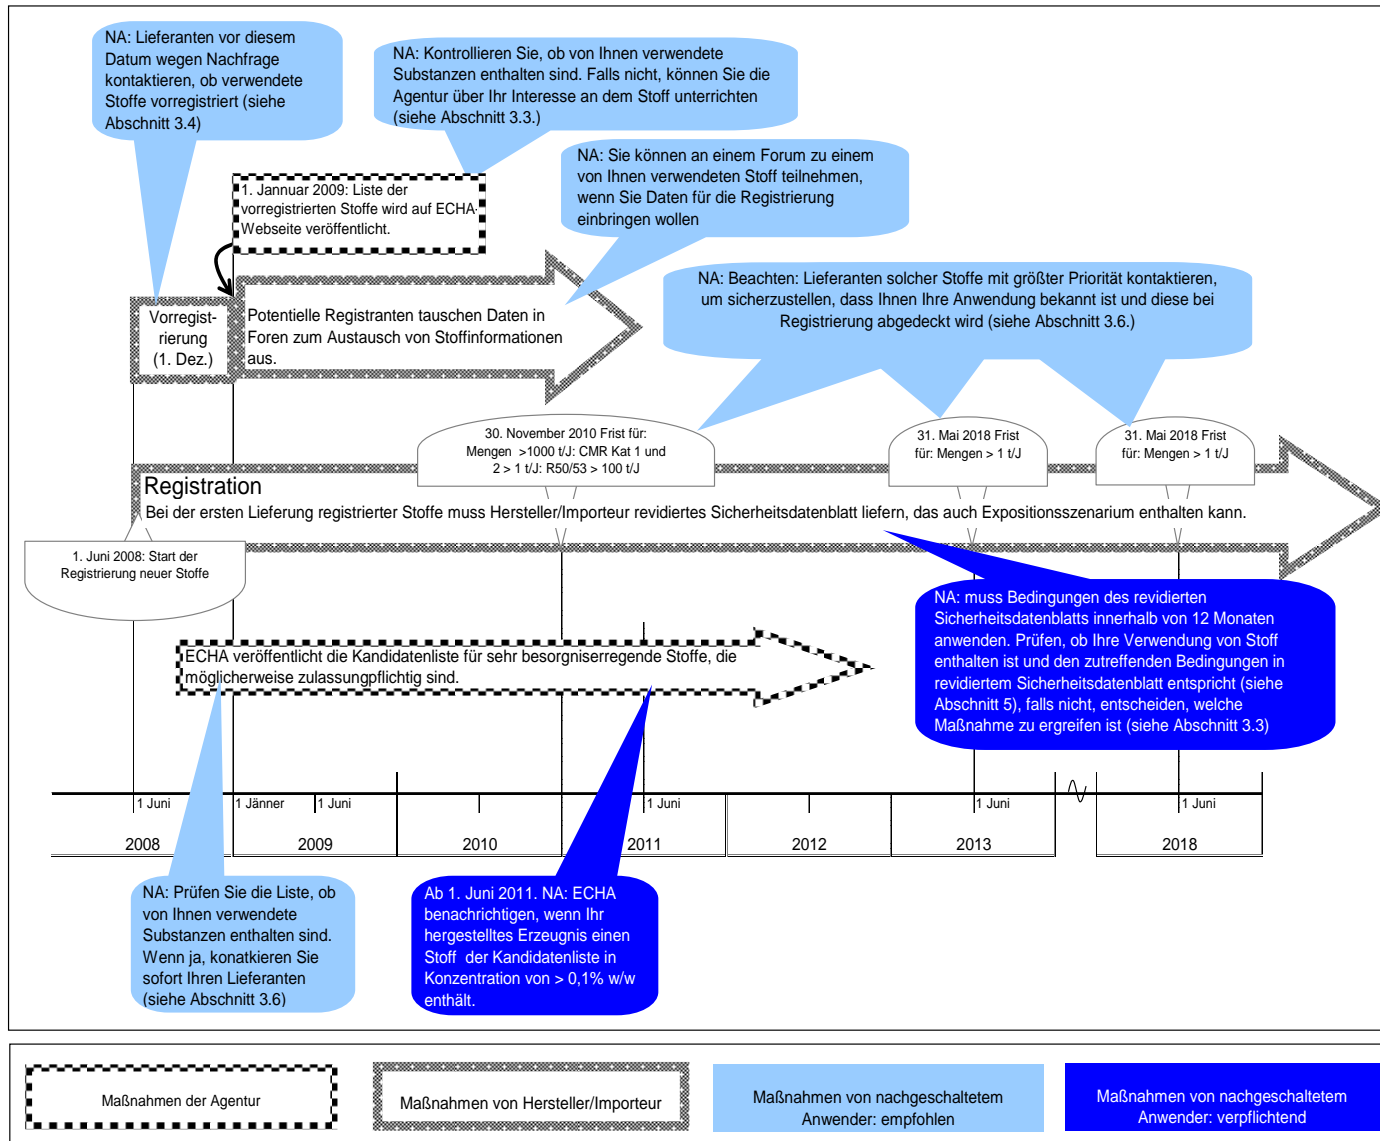 NA: Lieferanten vor diesem
Datum wegen Nachfrage
kontaktieren, ob verwendete
Stoffe vorregistriert (siehe
Abschnitt 3.4)
NA: Kontrollieren Sie, ob von Ihnen verwendete
Substanzen enthalten sind. Falls nicht, können Sie die
Agentur über Ihr Interesse an dem Stoff unterrichten
(siehe Abschnitt 3.3.)
NA: Sie können an einem Forum zu einem
von Ihnen verwendeten Stoff teilnehmen,
wenn Sie Daten für die Registrierung
einbringen wollen
1. Jannuar 2009: Liste der
vorregistrierten Stoffe wird auf ECHA-
Webseite veröffentlicht.
NA: Beachten: Lieferanten solcher Stoffe mit größter Priorität kontaktieren,
um sicherzustellen, dass Ihnen Ihre Anwendung bekannt ist und diese bei
Registrierung abgedeckt wird (siehe Abschnitt 3.6.)
Vorregist-
rierung
(1. Dez.)
Potentielle Registranten tauschen Daten in
Foren zum Austausch von Stoffinformationen
aus.
30. November 2010 Frist für:
Mengen >1000 t/J: CMR Kat 1 und
2 > 1 t/J: R50/53 > 100 t/J
31. Mai 2018 Frist
für: Mengen > 1 t/J
31. Mai 2018 Frist
für: Mengen > 1 t/J
Registration
Bei der ersten Lieferung registrierter Stoffe muss Hersteller/Importeur revidiertes Sicherheitsdatenblatt liefern, das auch Expositionsszenarium enthalten kann.
1. Juni 2008: Start der
Registrierung neuer Stoffe
NA: muss Bedingungen des revidierten
Sicherheitsdatenblatts innerhalb von 12 Monaten
anwenden. Prüfen, ob Ihre Verwendung von Stoff
enthalten ist und den zutreffenden Bedingungen in
revidiertem Sicherheitsdatenblatt entspricht (siehe
Abschnitt 5), falls nicht, entscheiden, welche
Maßnahme zu ergreifen ist (siehe Abschnitt 3.3)
ECHA veröffentlicht die Kandidatenliste für sehr besorgniserregende Stoffe, die
möglicherweise zulassungpflichtig sind.
1 Juni
1 Jänner
1 Juni
1 Juni
1 Juni
1 Juni
2008
2009
2010
2011
2012
2013
2018
NA: Prüfen Sie die Liste, ob
von Ihnen verwendete
Substanzen enthalten sind.
Wenn ja, konatkieren Sie
sofort Ihren Lieferanten
(siehe Abschnitt 3.6)
Ab 1. Juni 2011. NA: ECHA
benachrichtigen, wenn Ihr
hergestelltes Erzeugnis einen
Stoff der Kandidatenliste in
Konzentration von > 0,1% w/w
enthält.
Maßnahmen der Agentur
Maßnahmen von Hersteller/Importeur
Maßnahmen von nachgeschaltetem
Anwender: empfohlen
Maßnahmen von nachgeschaltetem
Anwender: verpflichtend